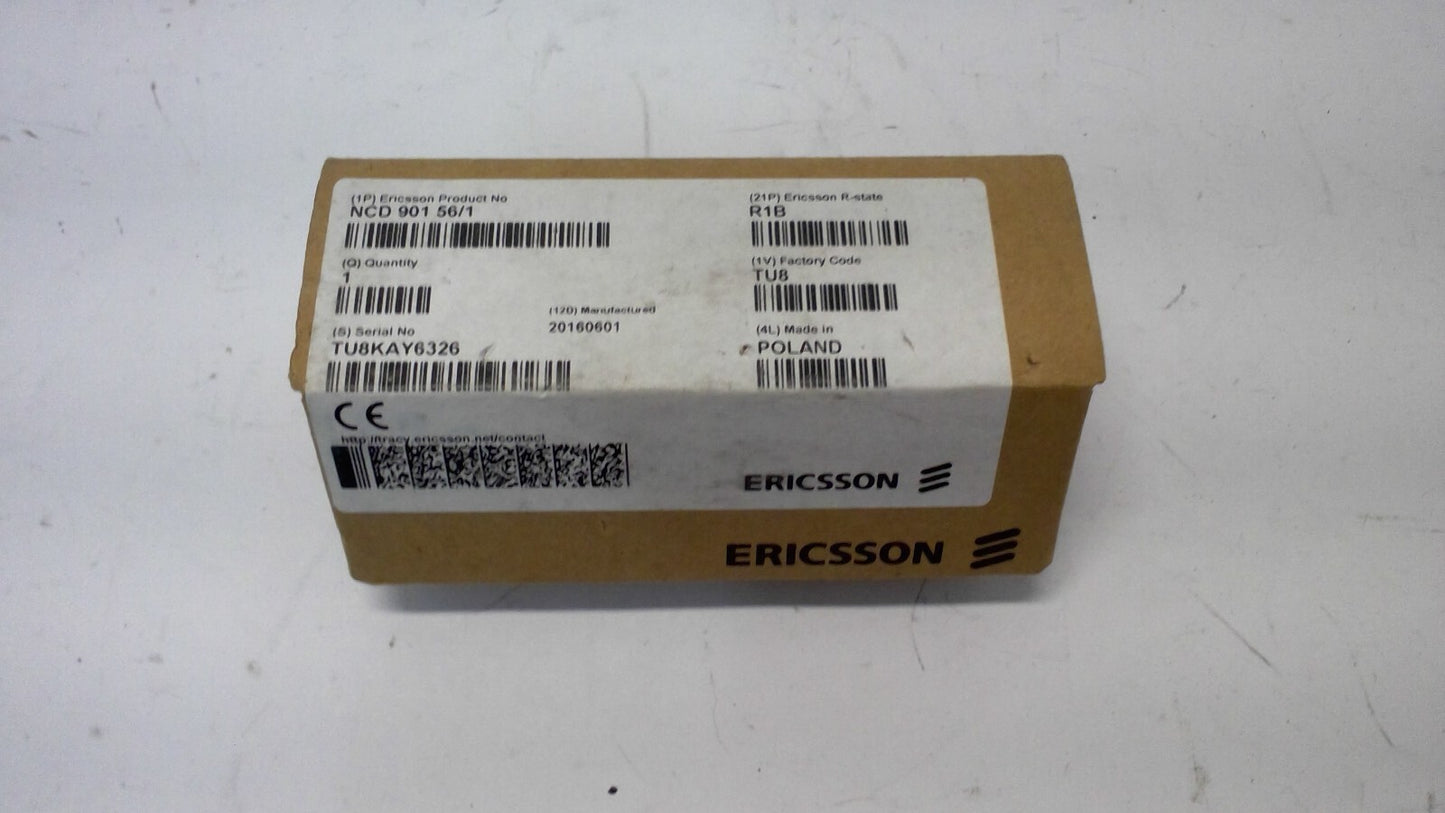 (1P) Ericsson Product No
NCD 901 56/1
(21P) Ericsson R-state
R1B
(Q) Quantity
1
(1V) Factory Code
TU8
(12D) Manufactured
20160601
(S) Serial No
TU8KAY6326
(4L) Made in
POLAND
CE
http://tracy.ericsson.net/contact
ERICSSON
ERICSSON